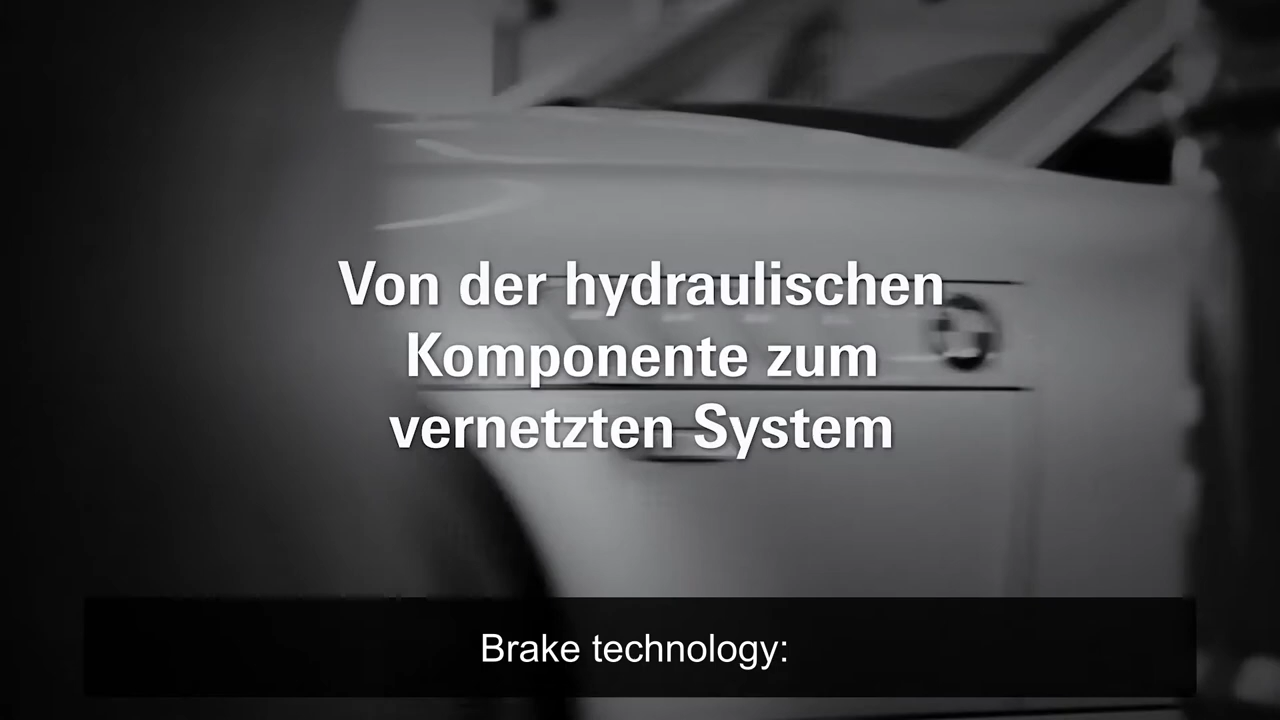 Von der hydraulischen
Komponente zum
vernetzten System
Brake technology: